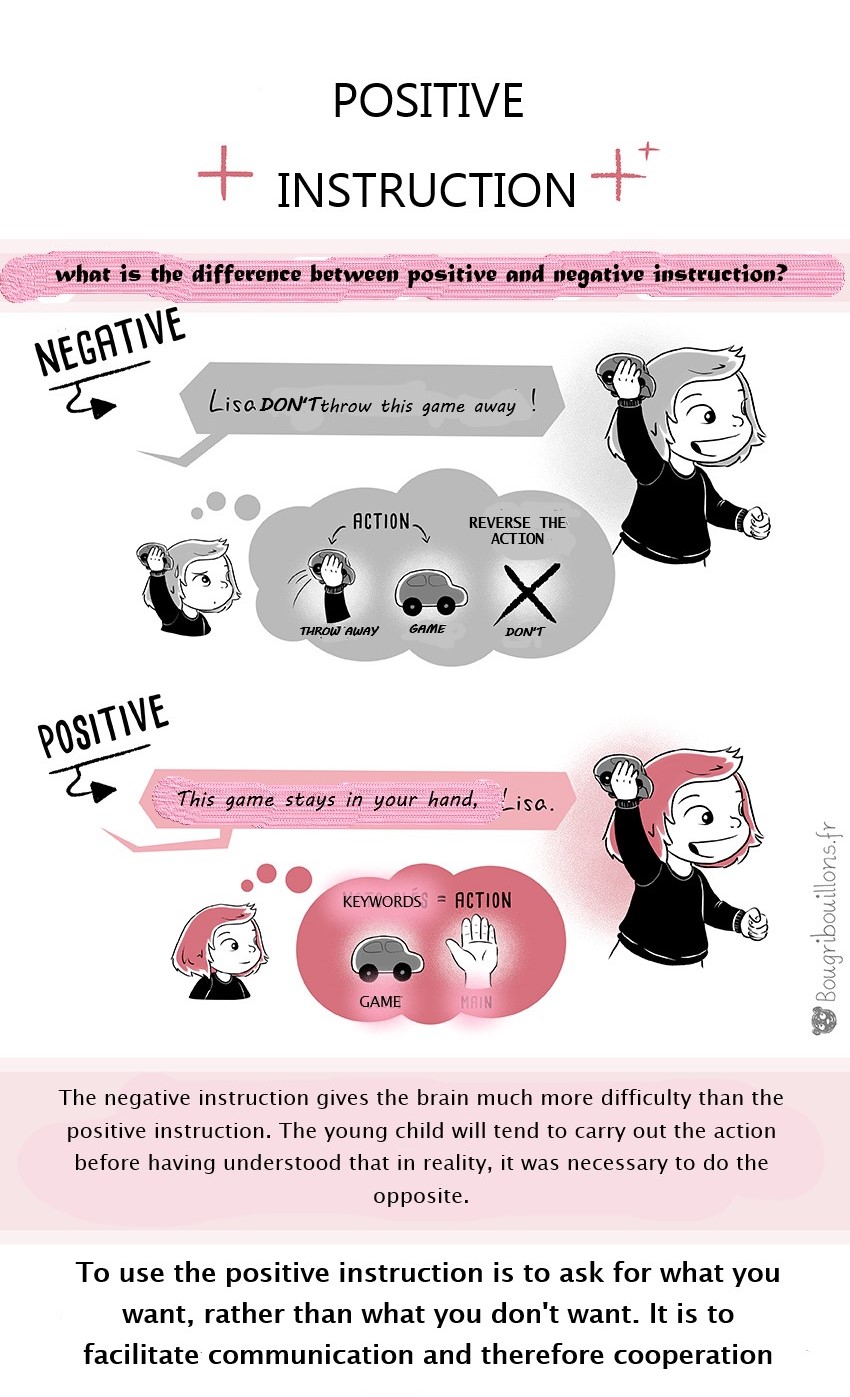 POSITIVE
INSTRUCTION
what is the difference between positive and negative instruction?
NEGATIVE
Lisa DON'T throw this game away !
ACTION
REVERSE THE
ACTION
THROW AWAY
GAME
DON'T
POSITIVE
This game stays in your hand, Lisa.
KEYWORDS = ACTION
GAME
MAIN
Bougribouillons.fr
The negative instruction gives the brain much more difficulty than the
positive instruction. The young child will tend to carry out the action
before having understood that in reality, it was necessary to do the
opposite.
To use the positive instruction is to ask for what you
want, rather than what you don't want. It is to
facilitate communication and therefore cooperation